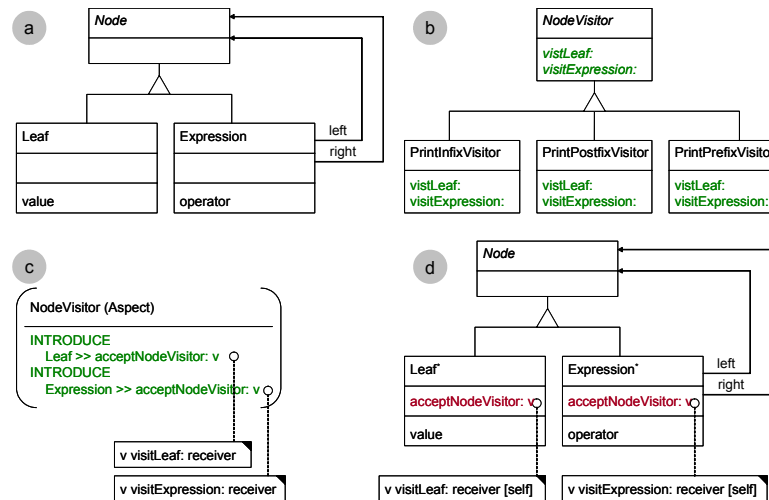 a
Node
Leaf
value
Expression
operator
left
right
b
NodeVisitor
vistLeaf:
visitExpression:
PrintInfixVisitor
vistLeaf:
visitExpression:
PrintPostfixVisitor
vistLeaf:
visitExpression:
PrintPrefixVisitor
vistLeaf:
visitExpression:
c
NodeVisitor (Aspect)
INTRODUCE
Leaf >> acceptNodeVisitor: v
INTRODUCE
Expression >> acceptNodeVisitor: v
v visitLeaf: receiver
v visitExpression: receiver
d
Node
Leaf*
acceptNodeVisitor: v
value
Expression*
acceptNodeVisitor: v
operator
left
right
v visitLeaf: receiver [self]
v visitExpression: receiver [self]